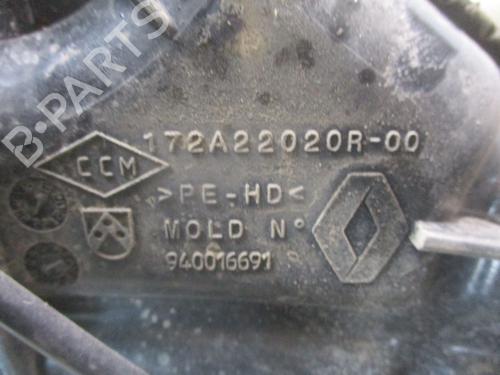 B-PARTS
172A22020R-00
CCM
>PE-HD<
MOLD N°
940016691